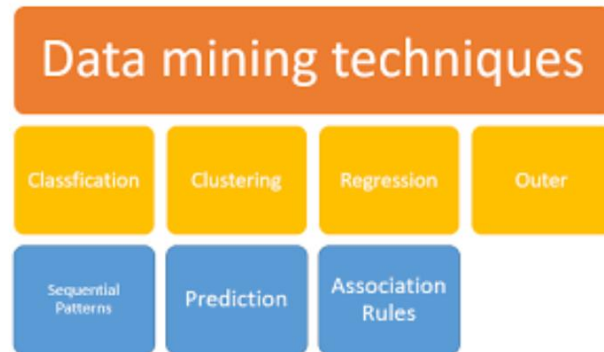 Data mining techniques
Classfication
Clustering
Regression
Outer
Sequential
Patterns
Prediction
Association
Rules